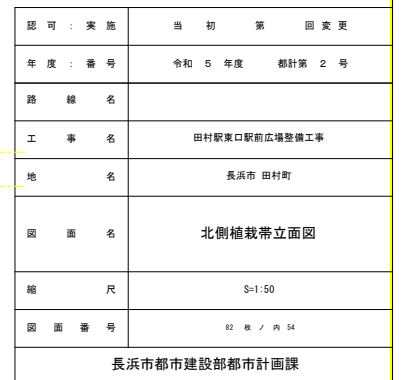 認可:実施 当初 第 回変更
年度:番号 令和 5 年度 都計第 2 号
路線名
工事名 田村駅東口駅前広場整備工事
地名 長浜市 田村町
図面名 北側植栽帯立面図
縮尺 S=1:50
図面番号 82 枚ノ内 54
長浜市都市建設部都市計画課